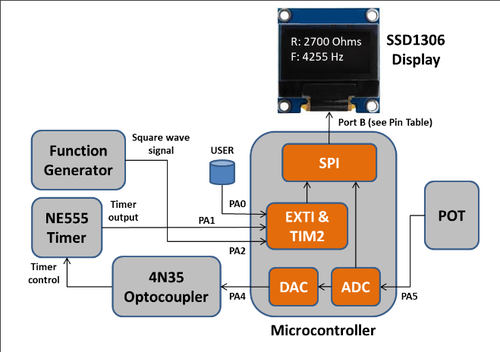 R: 2700 Ohms
F: 4255 Hz
SSD1306
Display
Port B (see Pin Table)
Square wave
signal
Function
Generator
USER
SPI
PA0
Timer
output
NE555
Timer
PA1
EXTI &
TIM2
POT
PA2
Timer
control
4N35
Optocoupler
PA4
DAC
ADC
PA5
Microcontroller